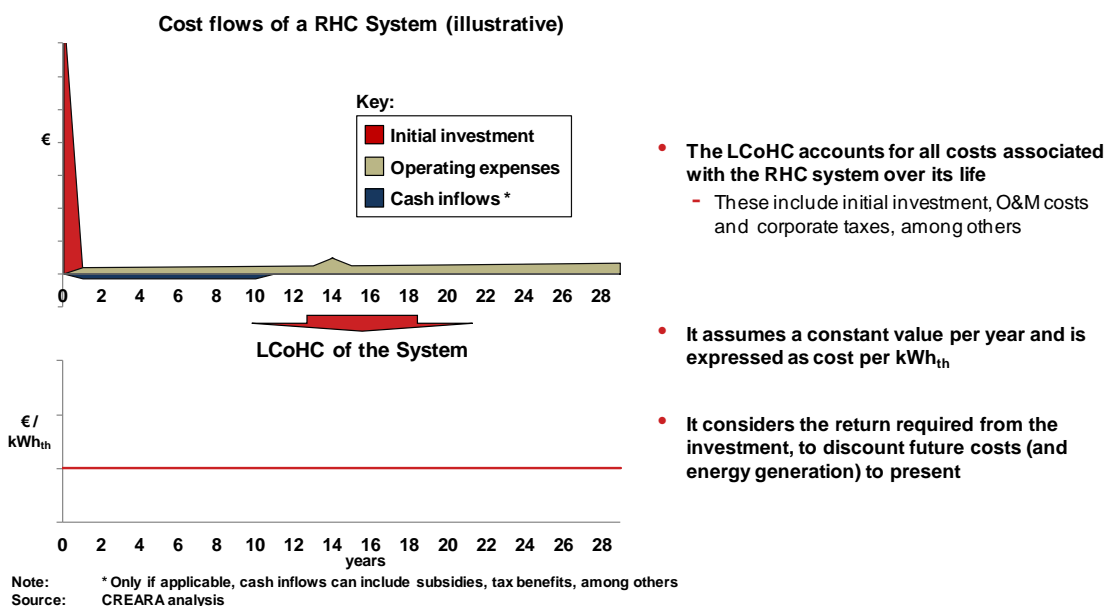 Cost flows of a RHC System (illustrative)
€
Key:
Initial investment
Operating expenses
Cash inflows *
0 2 4 6 8 10 12 14 16 18 20 22 24 26 28
LCoHC of the System
€ /
kWhth
0 2 4 6 8 10 12 14 16 18 20 22 24 26 28
years
• The LCoHC accounts for all costs associated
with the RHC system over its life
- These include initial investment, O&M costs
and corporate taxes, among others
• It assumes a constant value per year and is
expressed as cost per kWhth
• It considers the return required from the
investment, to discount future costs (and
energy generation) to present
Note: * Only if applicable, cash inflows can include subsidies, tax benefits, among others
Source: CREARA analysis